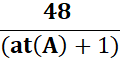 48
(at(A) + 1)